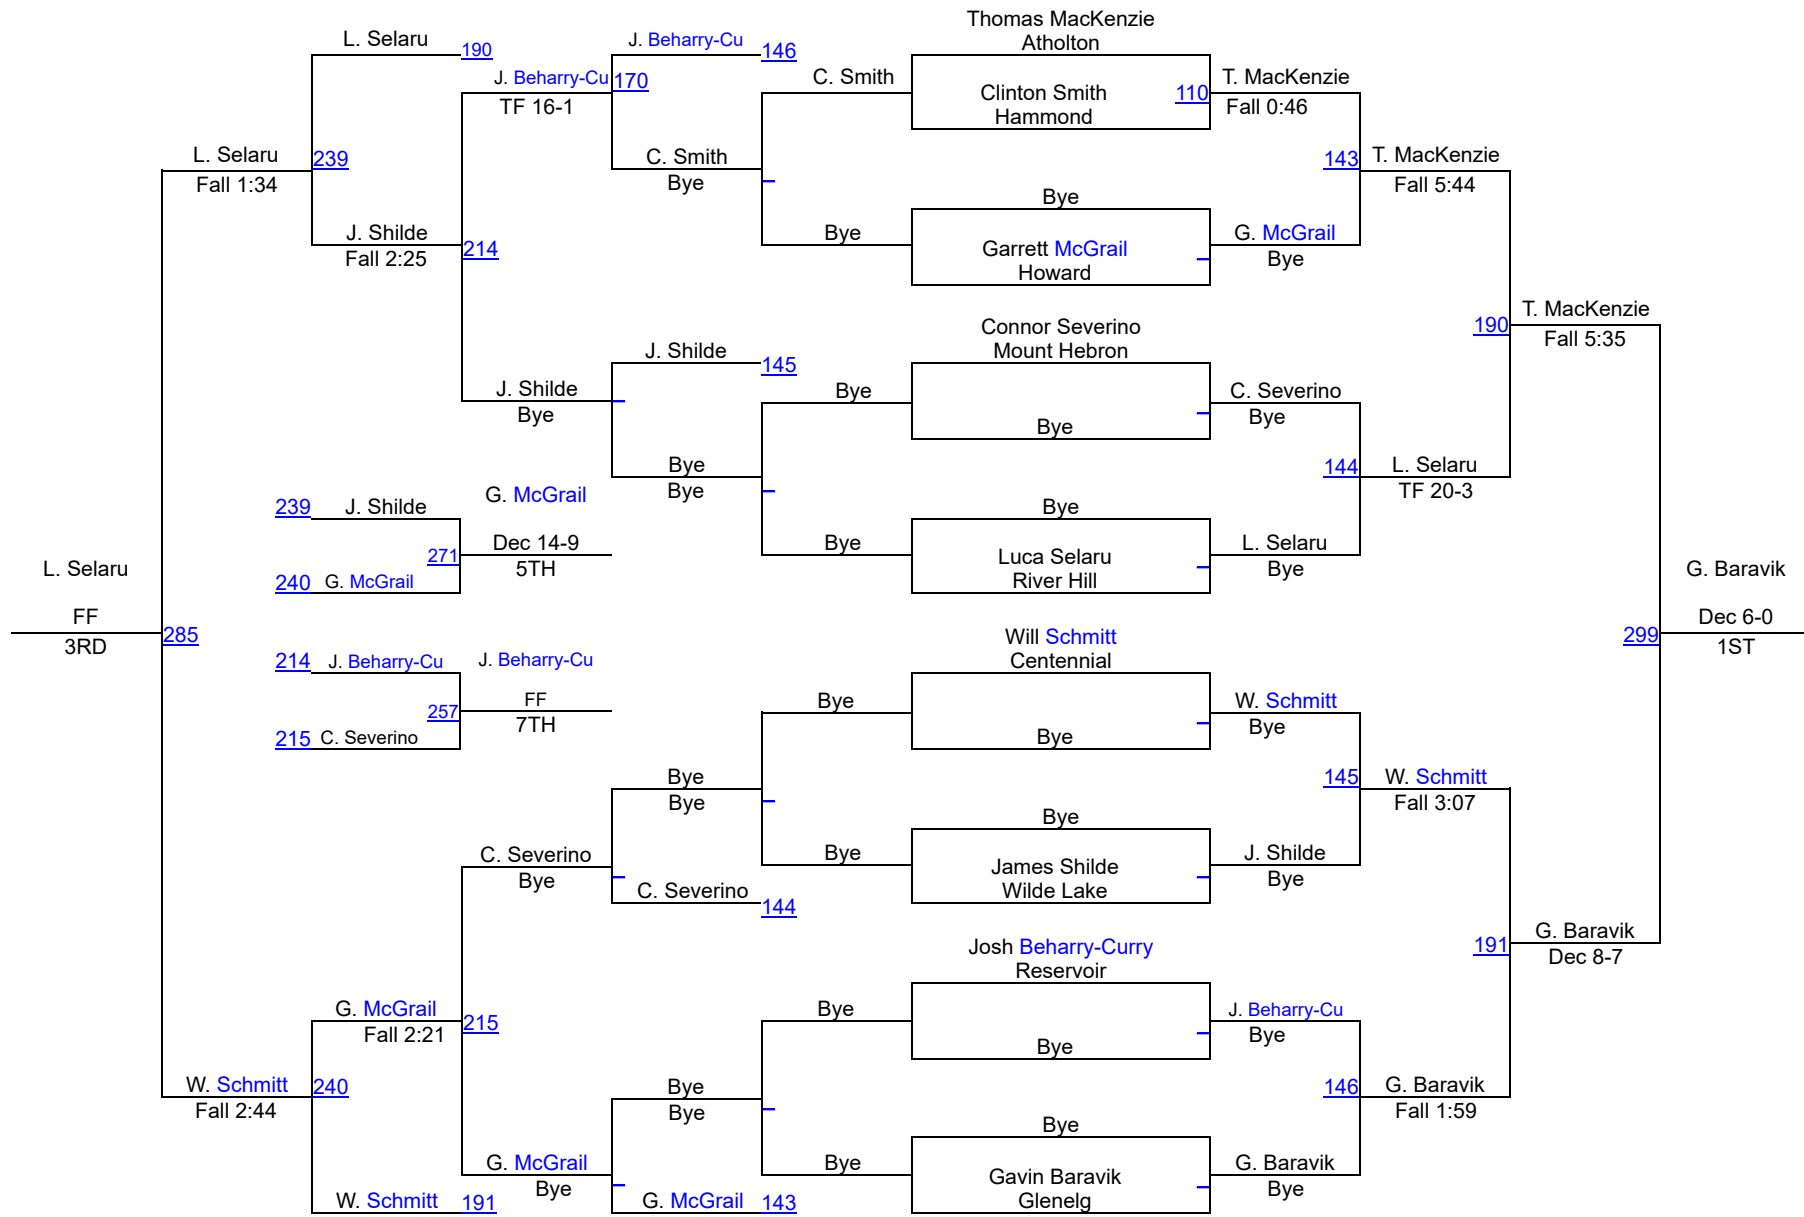 Thomas MacKenzie
Atholton
L. Selaru
190
J. Beharry-Cu
146
J. Beharry-Cu
170
TF 16-1
C. Smith
Clinton Smith
Hammond
110
T. MacKenzie
Fall 0:46
L. Selaru
239
Fall 1:34
C. Smith
Bye
143
T. MacKenzie
Fall 5:44
Bye
J. Shilde
214
Fall 2:25
Bye
Garrett McGrail
Howard
G. McGrail
Bye
Connor Severino
Mount Hebron
190
T. MacKenzie
Fall 5:35
J. Shilde
145
J. Shilde
Bye
Bye
C. Severino
Bye
Bye
Bye
Bye
144
L. Selaru
TF 20-3
239
J. Shilde
G. McGrail
Bye
271
Dec 14-9
5TH
240
G. McGrail
Bye
Luca Selaru
River Hill
L. Selaru
Bye
L. Selaru
FF
3RD
285
G. Baravik
299
Dec 6-0
1ST
Will Schmitt
Centennial
214
J. Beharry-Cu
J. Beharry-Cu
257
FF
7TH
215
C. Severino
Bye
W. Schmitt
Bye
Bye
Bye
Bye
145
W. Schmitt
Fall 3:07
Bye
C. Severino
Bye
Bye
James Shilde
Wilde Lake
J. Shilde
Bye
C. Severino
144
Josh Beharry-Curry
Reservoir
191
G. Baravik
Dec 8-7
G. McGrail
215
Fall 2:21
Bye
J. Beharry-Cu
Bye
Bye
W. Schmitt
240
Fall 2:44
Bye
Bye
146
G. Baravik
Fall 1:59
Bye
G. McGrail
Bye
Bye
Gavin Baravik
Glenelg
G. Baravik
Bye
W. Schmitt
191
G. McGrail
143